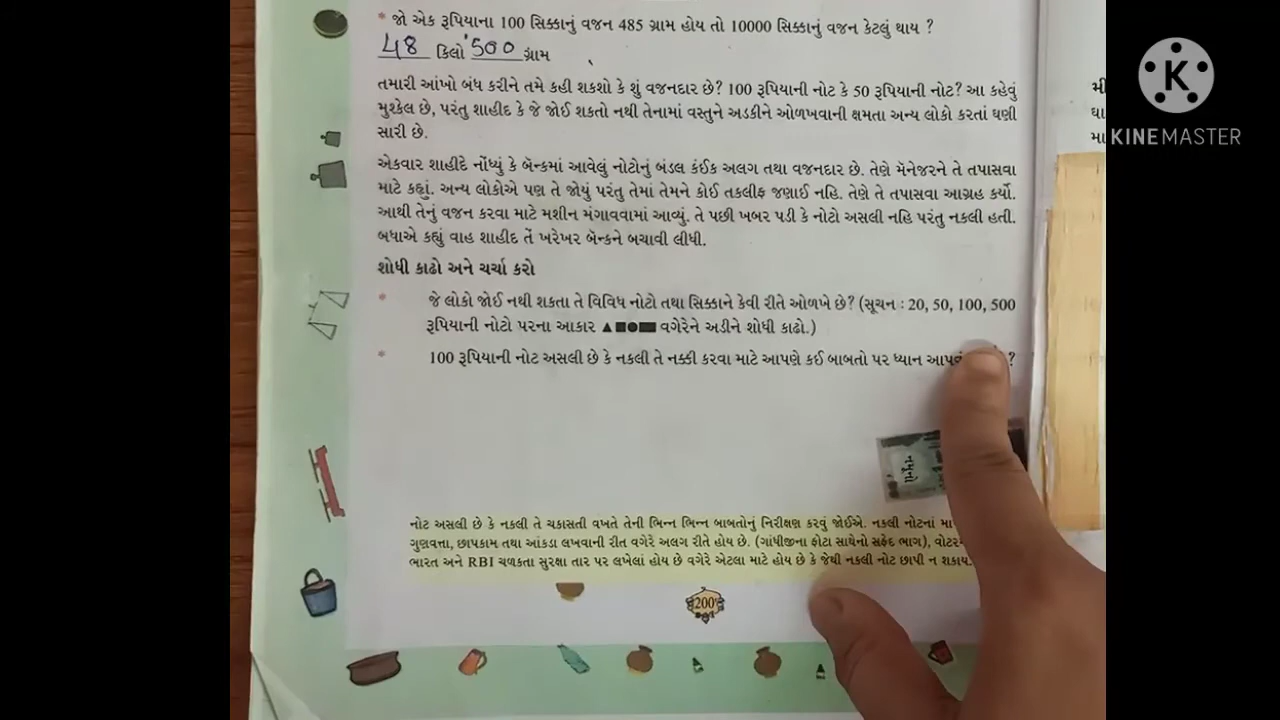 * જો એક રૂપિયાના 100 સિક્કાનું વજન 485 ગ્રામ હોય તો 10000 સિક્કાનું વજન કેટલું થાય ?
48 કિલો 500 ગ્રામ
તમારી આંખો બંધ કરીને તમે કહી શકશો કે શું વજનદાર છે? 100 રૂપિયાની નોટ કે 50 રૂપિયાની નોટ? આ કહેવું
મુશ્કેલ છે, પરંતુ શાહીદ કે જે જોઈ શકતો નથી તેનામાં વસ્તુને અડકીને ઓળખવાની ક્ષમતા અન્ય લોકો કરતાં ઘણી
સારી છે.
એકવાર શાહીદે નોંધ્યું કે બૅન્કમાં આવેલું નોટોનું બંડલ કંઈક અલગ તથા વજનદાર છે. તેણે મૅનેજરને તે તપાસવા
માટે કહ્યું. અન્ય લોકોએ પણ તે જોયું પરંતુ તેમાં તેમને કોઈ તકલીફ જણાઈ નહિ. તેણે તે તપાસવા આગ્રહ કર્યો.
આથી તેનું વજન કરવા માટે મશીન મંગાવવામાં આવ્યું. તે પછી ખબર પડી કે નોટો અસલી નહિ પરંતુ નકલી હતી.
બધાએ કહ્યું વાહ શાહીદ તેં ખરેખર બૅન્કને બચાવી લીધી.
શોધી કાઢો અને ચર્ચા કરો
* જે લોકો જોઈ નથી શકતા તે વિવિધ નોટો તથા સિક્કાને કેવી રીતે ઓળખે છે? (સૂચન : 20, 50, 100, 500
રૂપિયાની નોટો પરના આકાર ▲■●▬ વગેરેને અડીને શોધી કાઢો.)
* 100 રૂપિયાની નોટ અસલી છે કે નકલી તે નક્કી કરવા માટે આપણે કઈ બાબતો પર ધ્યાન ?
નમૂનો
નોટ અસલી છે કે નકલી તે ચકાસતી વખતે તેની ભિન્ન ભિન્ન બાબતોનું નિરીક્ષણ કરવું જોઈએ. નકલી નોટનાં
ગુણવત્તા, છાપકામ તથા આંકડા લખવાની રીત વગેરે અલગ રીતે હોય છે. (ગાંધીજીના ફોટા સાથેનો સફેદ ભાગ),
ભારત અને RBI ચળકતા સુરક્ષા તાર પર લખેલાં હોય છે વગેરે એટલા માટે હોય છે કે જેથી નકલી નોટ છાપી ન શકાય.
200
K
KINEMASTER